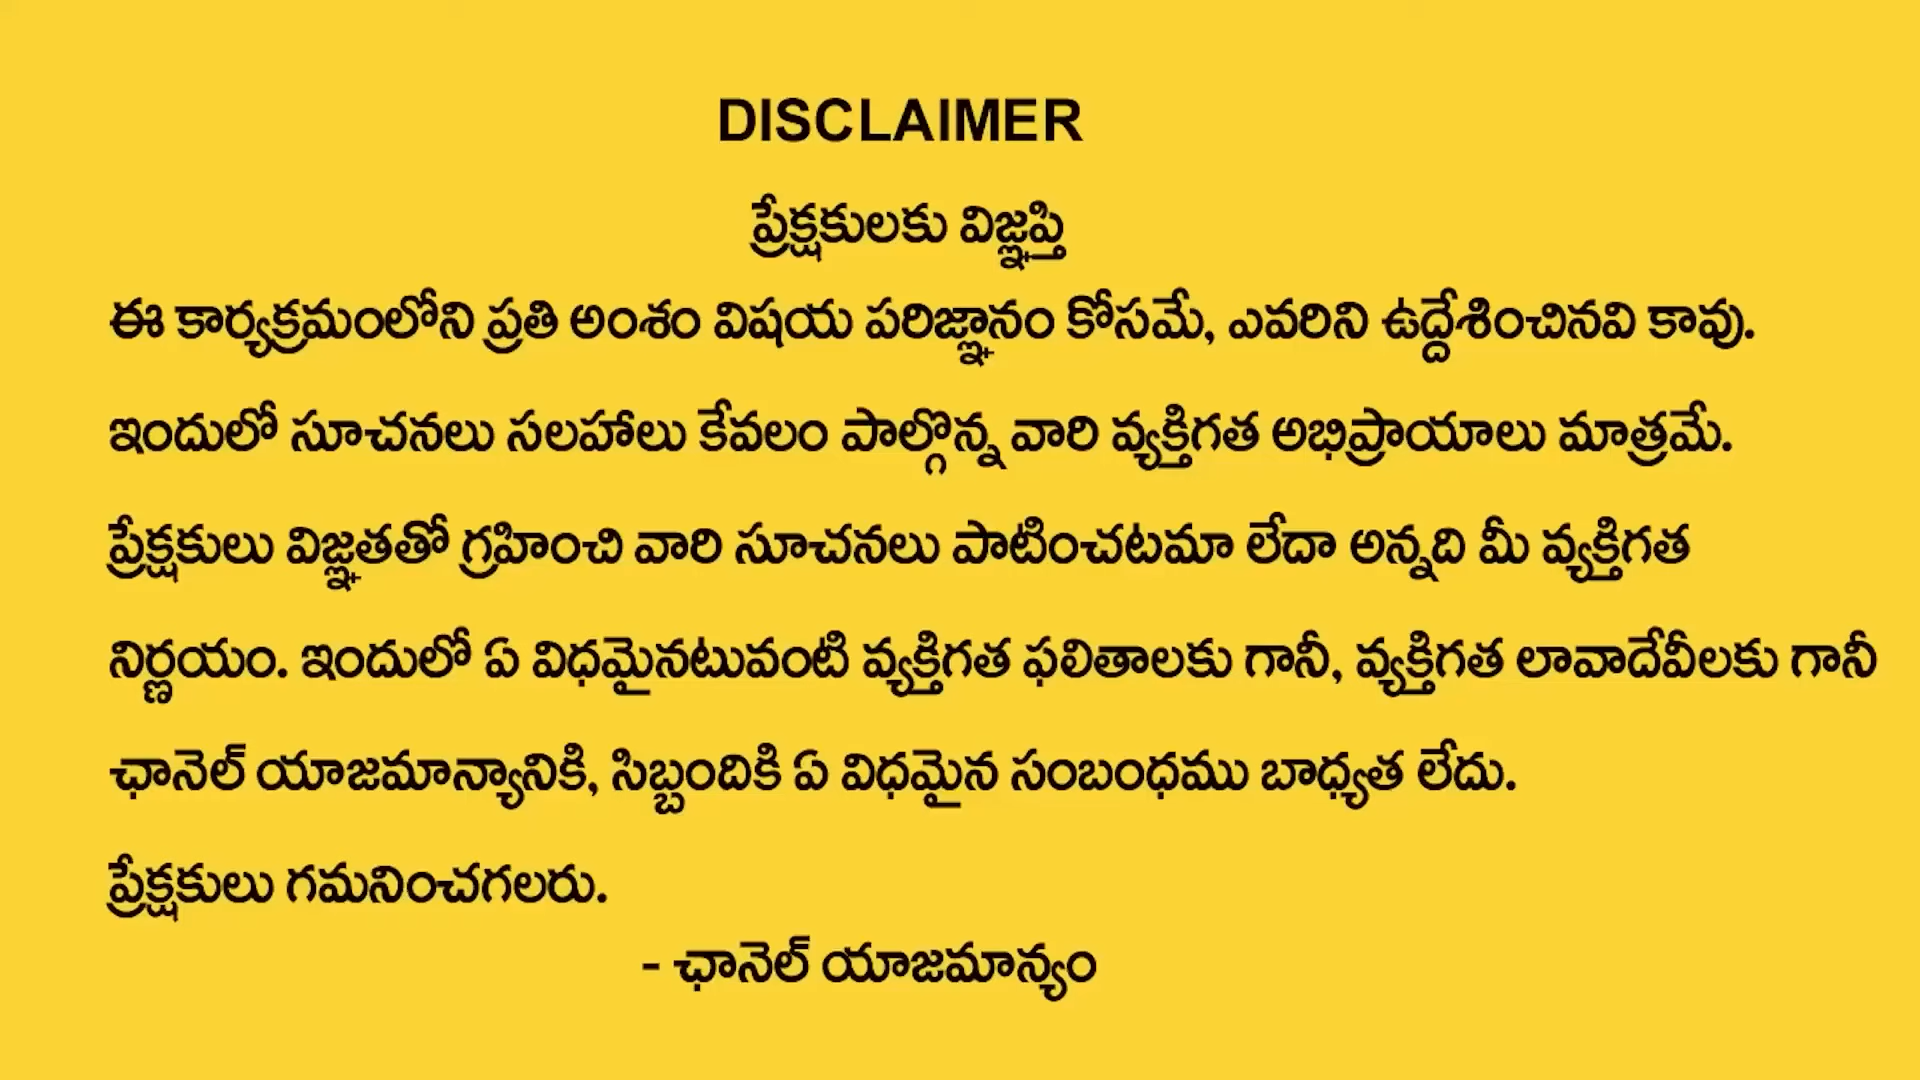 DISCLAIMER
ప్రేక్షకులకు విజ్ఞప్తి
ఈ కార్యక్రమంలోని ప్రతి అంశం విషయ పరిజ్ఞానం కోసమే, ఎవరిని ఉద్దేశించినవి కావు.
ఇందులో సూచనలు సలహాలు కేవలం పాల్గొన్న వారి వ్యక్తిగత అభిప్రాయాలు మాత్రమే.
ప్రేక్షకులు విజ్ఞతతో గ్రహించి వారి సూచనలు పాటించటమా లేదా అన్నది మీ వ్యక్తిగత
నిర్ణయం. ఇందులో ఏ విధమైనటువంటి వ్యక్తిగత ఫలితాలకు గానీ, వ్యక్తిగత లావాదేవీలకు గానీ
ఛానెల్ యాజమాన్యానికి, సిబ్బందికి ఏ విధమైన సంబంధము బాధ్యత లేదు.
ప్రేక్షకులు గమనించగలరు.
- ఛానెల్ యాజమాన్యం